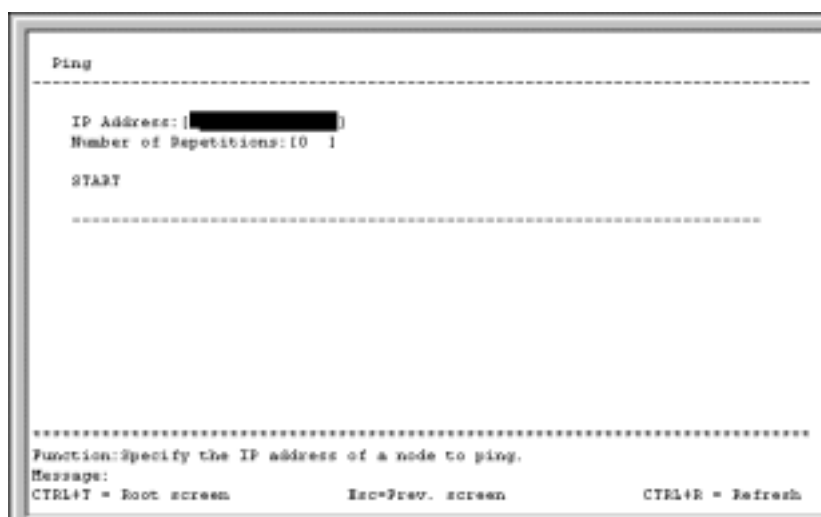 Ping
--------------------------------------------------------------------------------
IP Address:[               ]
Number of Repetitions:[0  ]
START
----------------------------------------------------------------------
********************************************************************************
Function:Specify the IP address of a node to ping.
Message:
CTRL+T = Root screen Esc=Prev. screen CTRL+R = Refresh